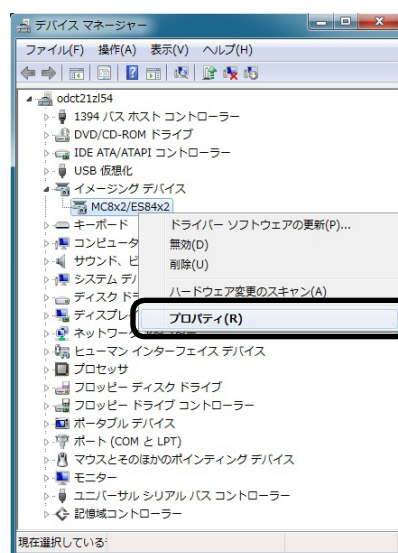 デバイス マネージャー
ファイル(F) 操作(A) 表示(V) ヘルプ(H)
odct21zl54
1394 バス ホスト コントローラー
DVD/CD-ROM ドライブ
IDE ATA/ATAPI コントローラー
USB 仮想化
イメージング デバイス
MC8x2/ES84x2
キーボード
コンピュータ
サウンド、ビ
システム デバ
ディスク ド
ディスプレ
ネットワーク
ヒューマン インターフェイス デバイス
プロセッサ
フロッピー ディスク ドライブ
フロッピー ドライブ コントローラー
ポータブル デバイス
ポート (COM と LPT)
マウスとそのほかのポインティング デバイス
モニター
ユニバーサル シリアル バス コントローラー
記憶域コントローラー
ドライバー ソフトウェアの更新(P)...
無効(D)
削除(U)
ハードウェア変更のスキャン(A)
プロパティ(R)
現在選択している